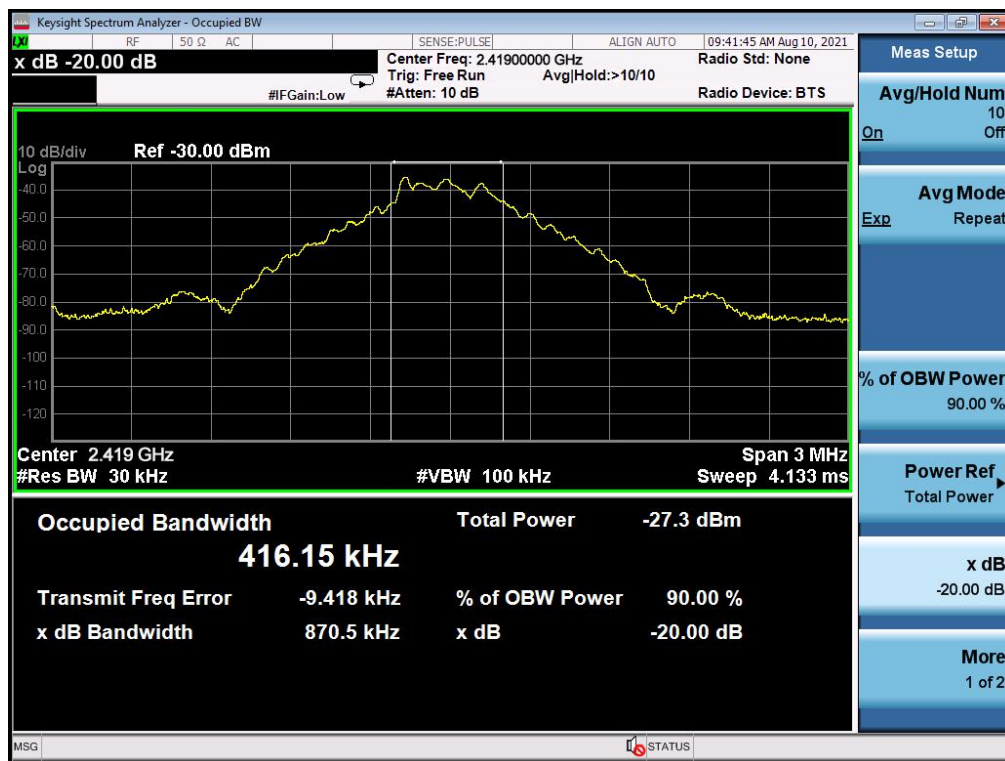 Keysight Spectrum Analyzer - Occupied BW
LXI RF 50 Ω AC SENSE:PULSE ALIGN AUTO 09:41:45 AM Aug 10, 2021
x dB -20.00 dB
Center Freq: 2.41900000 GHz Radio Std: None
Trig: Free Run Avg|Hold:>10/10
#IFGain:Low #Atten: 10 dB Radio Device: BTS
10 dB/div Ref -30.00 dBm
Log
-40.0
-50.0
-60.0
-70.0
-80.0
-90.0
-100
-110
-120
Center 2.419 GHz Span 3 MHz
#Res BW 30 kHz #VBW 100 kHz Sweep 4.133 ms
Occupied Bandwidth Total Power -27.3 dBm
416.15 kHz
Transmit Freq Error -9.418 kHz % of OBW Power 90.00 %
x dB Bandwidth 870.5 kHz x dB -20.00 dB
MSG STATUS
Meas Setup
Avg/Hold Num
10
On Off
Avg Mode
Exp Repeat
% of OBW Power
90.00 %
Power Ref
Total Power
x dB
-20.00 dB
More
1 of 2